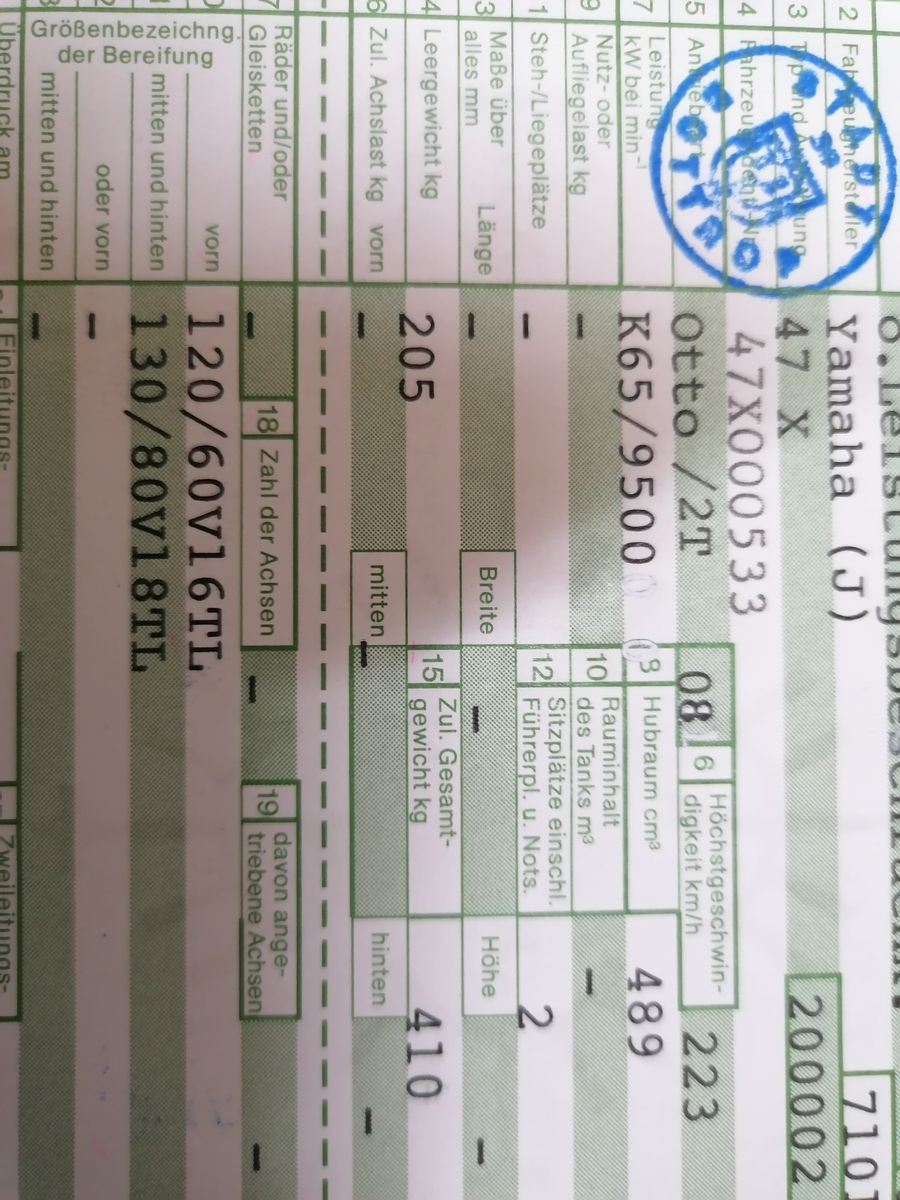 o.Leistungsbeschränk.
2 Fahrzeughersteller Yamaha (J) 7101
3 Typ und Ausführung 47 X 200002
4 Fahrzeug-Ident.-Nr. 47X000533
5 Antriebsart Otto /2T 08 6 Höchstgeschwin-
digkeit km/h 223
7 Leistung
kW bei min⁻¹ K65/9500 8 Hubraum cm³ 489
9 Nutz- oder
Aufliegelast kg – 10 Rauminhalt
des Tanks m³ –
1 Steh-/Liegeplätze – 12 Sitzplätze einschl.
Führerpl. u. Nots. 2
3 Maße über
alles mm Länge – Breite – Höhe –
4 Leergewicht kg 205 15 Zul. Gesamt-
gewicht kg 410
6 Zul. Achslast kg vorn – mitten – hinten –
7 Räder und/oder
Gleisketten – 18 Zahl der Achsen – 19 davon ange-
triebene Achsen –
Größenbezeichng.
der Bereifung
vorn 120/60V16TL
mitten und hinten 130/80V18TL
oder vorn –
mitten und hinten –
Überdruck am Einleitungs- Zweileitungs-